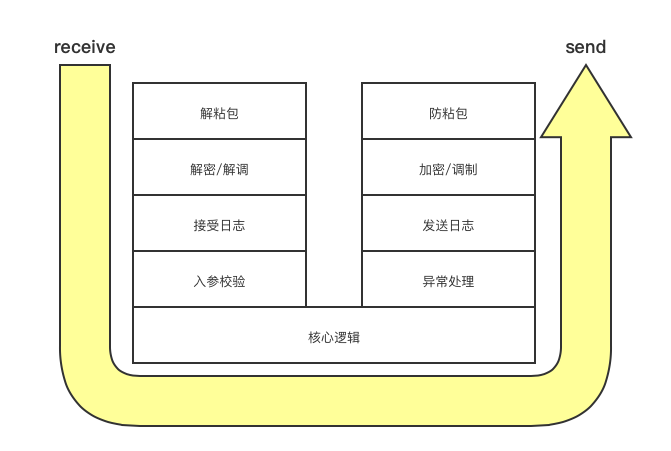 receive
send
解粘包
防粘包
解密/解调
加密/调制
接受日志
发送日志
入参校验
异常处理
核心逻辑